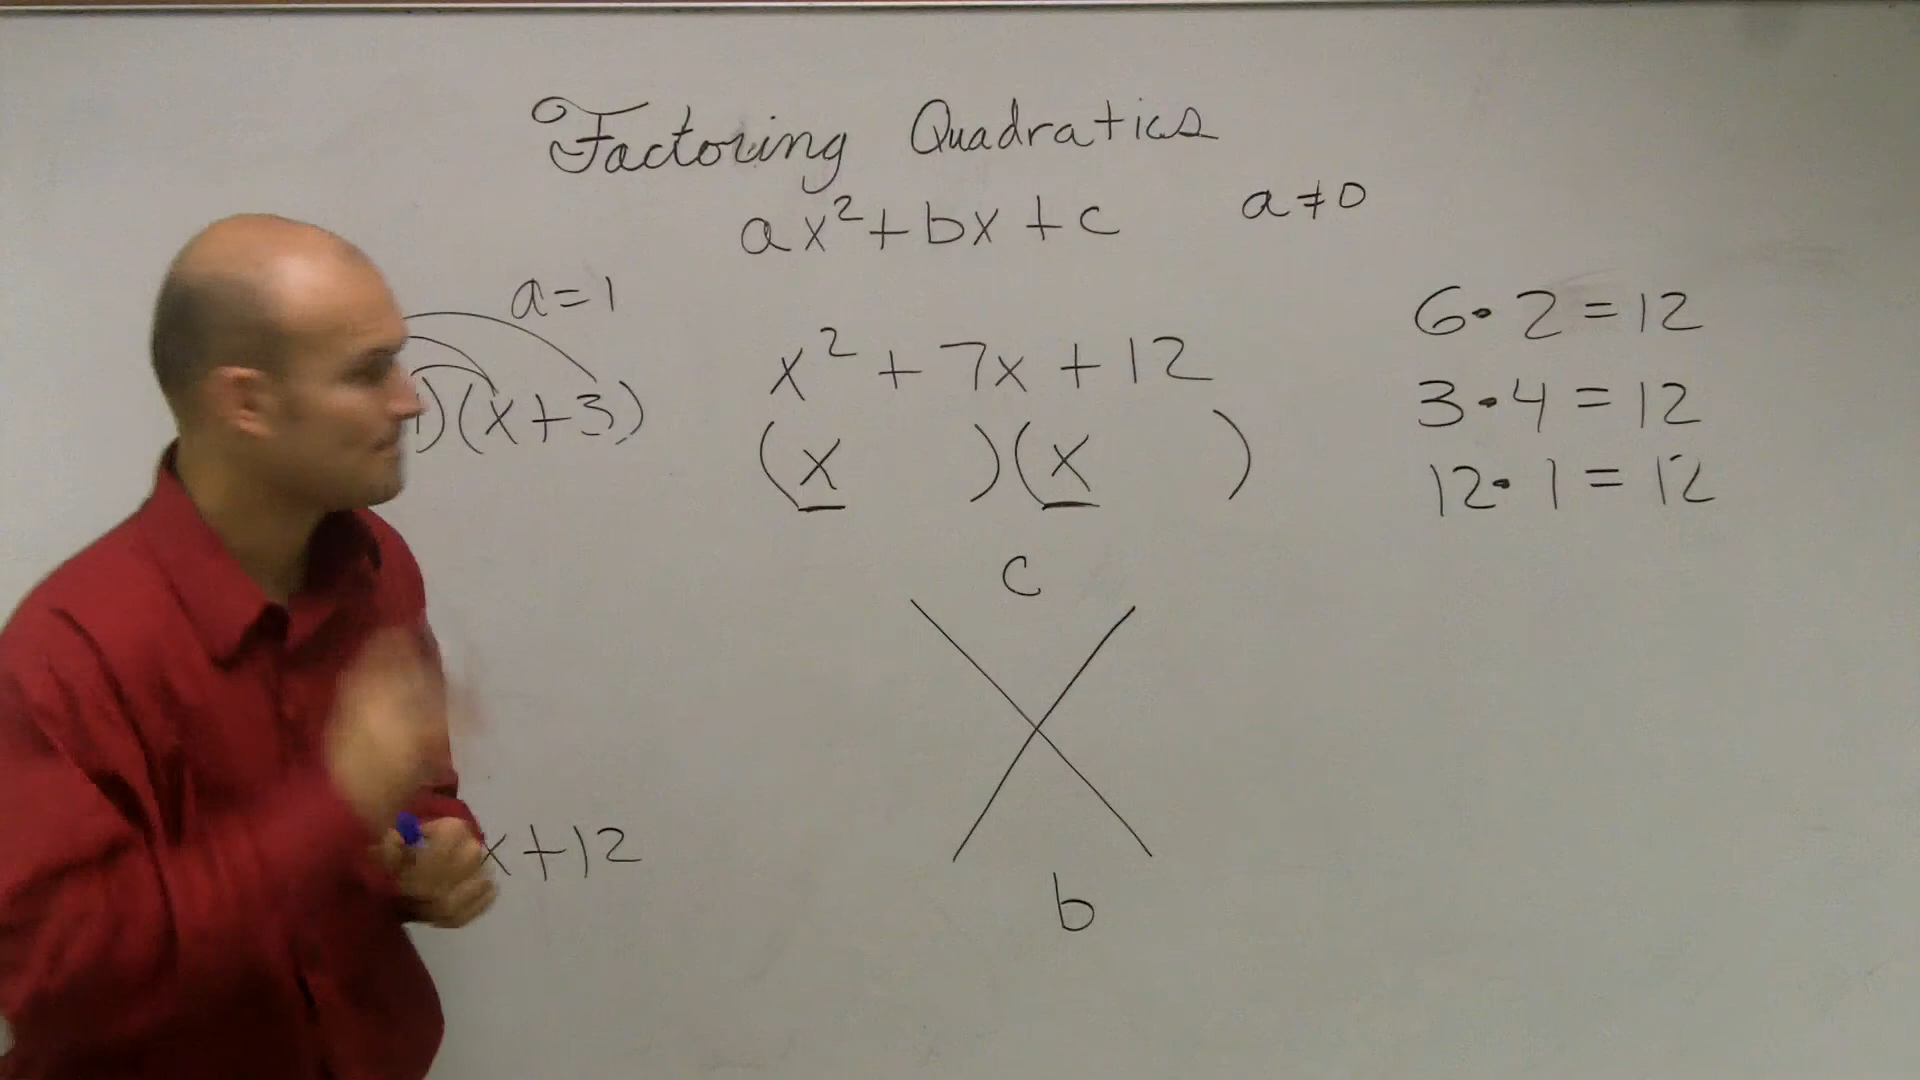 Factoring Quadratics
ax²+bx+c a≠0
a=1
)(x+3)
x²+7x+12
(x )(x )
6·2=12
3·4=12
12·1=12
c
b
x+12